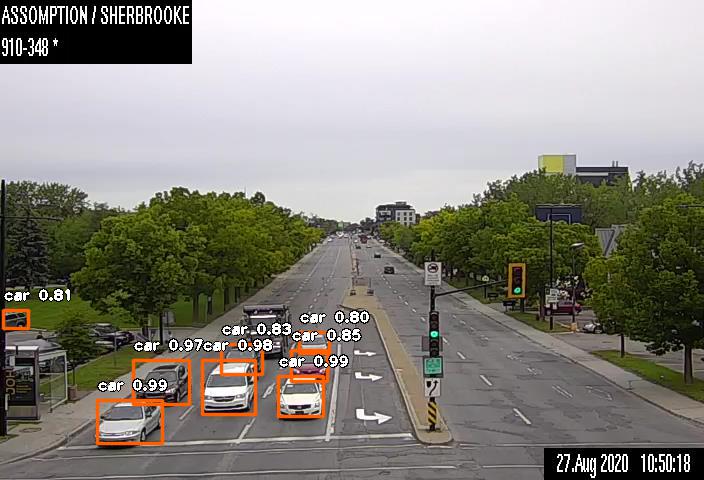 ASSOMPTION / SHERBROOKE
910-348 *
car 0.81
car 0.80
car 0.83
car 0.85
car 0.97
car 0.98
car 0.99
car 0.99
27.Aug 2020 10:50:18